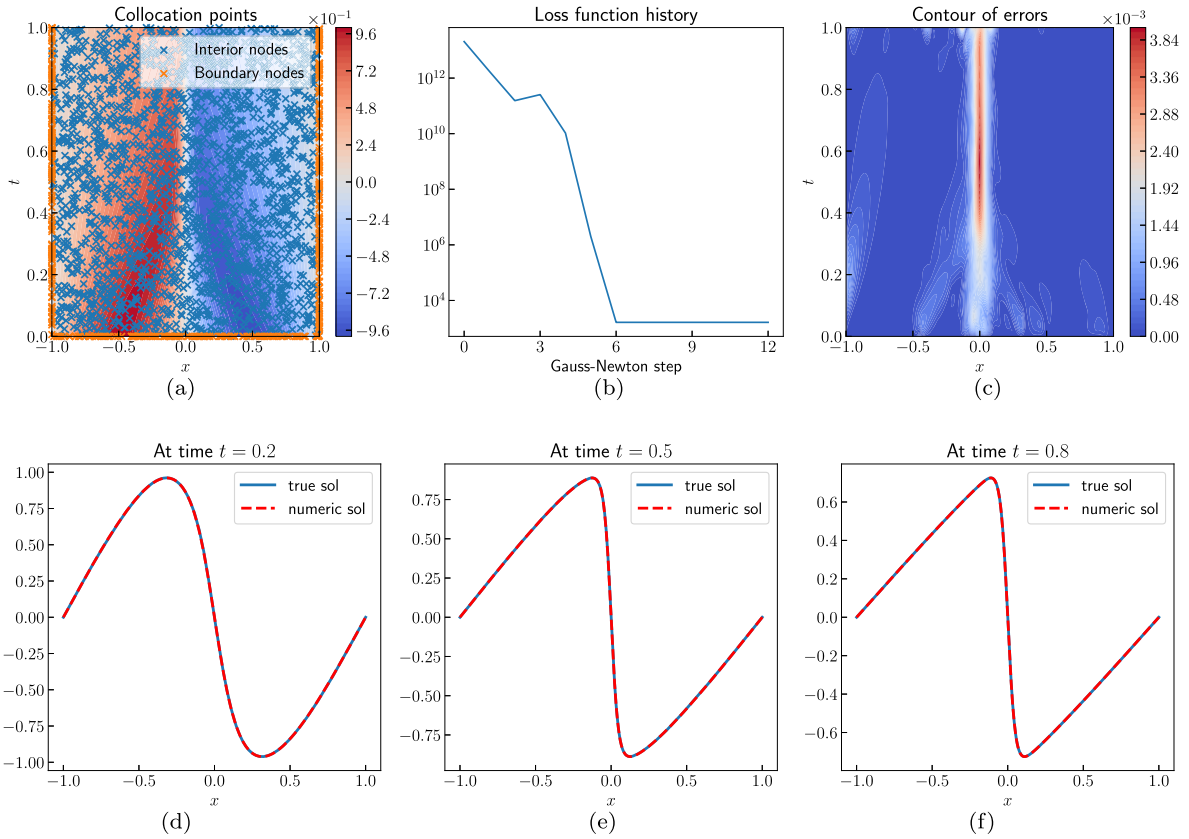 Collocation points
×10⁻¹
Interior nodes
Boundary nodes
1.0
0.8
0.6
0.4
0.2
0.0
t
−1.0 −0.5 0.0 0.5 1.0
x
9.6
7.2
4.8
2.4
0.0
−2.4
−4.8
−7.2
−9.6
(a)
Loss function history
10¹²
10¹⁰
10⁸
10⁶
10⁴
0 3 6 9 12
Gauss-Newton step
(b)
Contour of errors
×10⁻³
1.0
0.8
0.6
0.4
0.2
0.0
t
−1.0 −0.5 0.0 0.5 1.0
x
3.84
3.36
2.88
2.40
1.92
1.44
0.96
0.48
0.00
(c)
At time t = 0.2
true sol
numeric sol
1.00
0.75
0.50
0.25
0.00
−0.25
−0.50
−0.75
−1.00
−1.0 −0.5 0.0 0.5 1.0
x
(d)
At time t = 0.5
true sol
numeric sol
0.75
0.50
0.25
0.00
−0.25
−0.50
−0.75
−1.0 −0.5 0.0 0.5 1.0
x
(e)
At time t = 0.8
true sol
numeric sol
0.6
0.4
0.2
0.0
−0.2
−0.4
−0.6
−1.0 −0.5 0.0 0.5 1.0
x
(f)